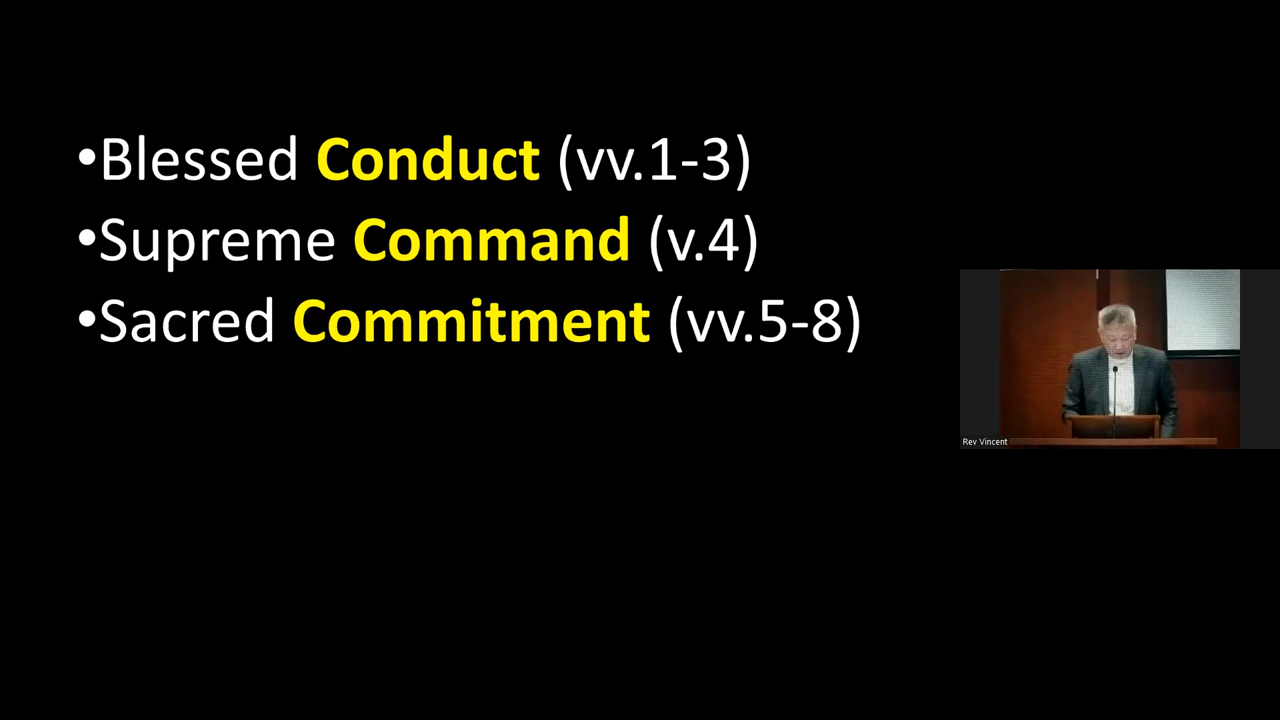 •Blessed Conduct (vv.1-3)
•Supreme Command (v.4)
•Sacred Commitment (vv.5-8)
Rev Vincent